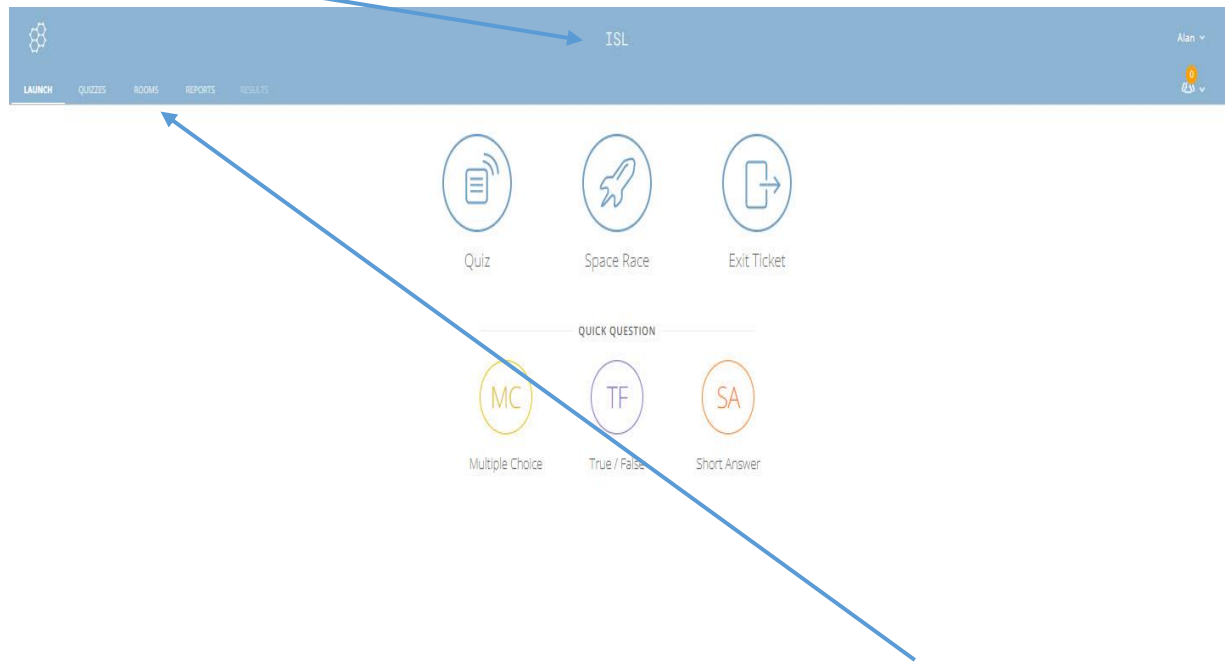 ISL
Alan
0
LAUNCH QUIZZES ROOMS REPORTS RESULTS
Quiz Space Race Exit Ticket
QUICK QUESTION
MC TF SA
Multiple Choice True / False Short Answer